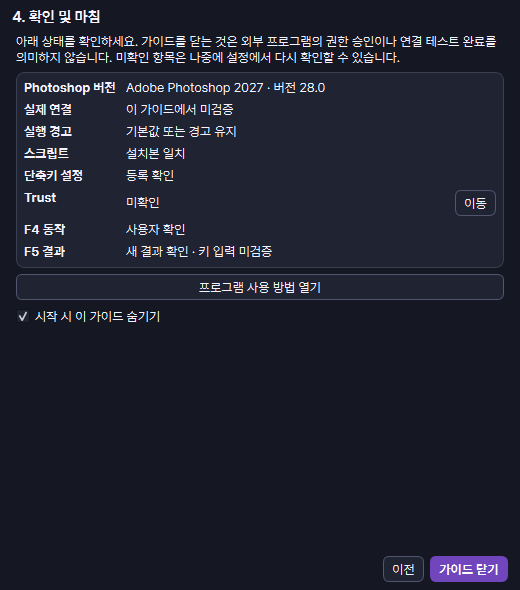 4. 확인 및 마침
아래 상태를 확인하세요. 가이드를 닫는 것은 외부 프로그램의 권한 승인이나 연결 테스트 완료를
의미하지 않습니다. 미확인 항목은 나중에 설정에서 다시 확인할 수 있습니다.
Photoshop 버전 Adobe Photoshop 2027 · 버전 28.0
실제 연결 이 가이드에서 미검증
실행 경고 기본값 또는 경고 유지
스크립트 설치본 일치
단축키 설정 등록 확인
Trust 미확인 이동
F4 동작 사용자 확인
F5 결과 새 결과 확인 · 키 입력 미검증
프로그램 사용 방법 열기
시작 시 이 가이드 숨기기
이전 가이드 닫기